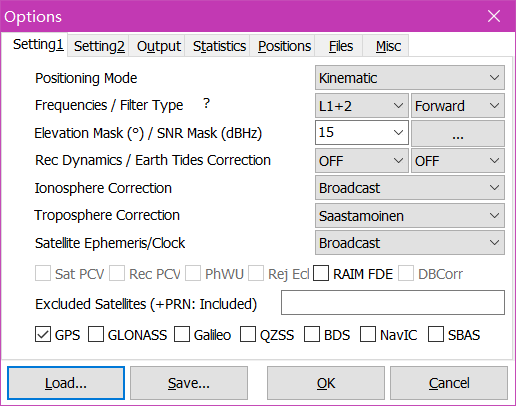 Options
Setting1 Setting2 Output Statistics Positions Files Misc
Positioning Mode Kinematic
Frequencies / Filter Type ? L1+2 Forward
Elevation Mask (°) / SNR Mask (dBHz) 15 ...
Rec Dynamics / Earth Tides Correction OFF OFF
Ionosphere Correction Broadcast
Troposphere Correction Saastamoinen
Satellite Ephemeris/Clock Broadcast
Sat PCV Rec PCV PhWU Rej Ecl RAIM FDE DBCorr
Excluded Satellites (+PRN: Included)
GPS GLONASS Galileo QZSS BDS NavIC SBAS
Load... Save... OK Cancel